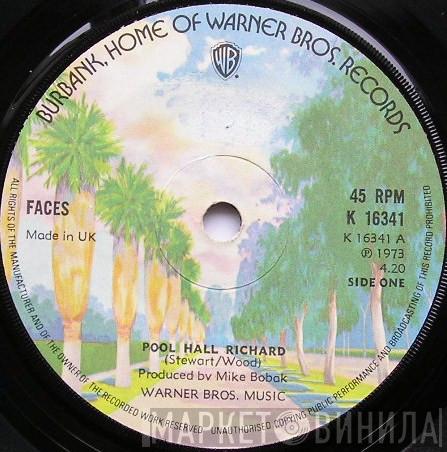 BURBANK, HOME OF WARNER BROS. RECORDS
WB
FACES
Made in UK
45 RPM
K 16341
K 16341 A
℗ 1973
4.20
SIDE ONE
POOL HALL RICHARD
(Stewart/Wood)
Produced by Mike Bobak
WARNER BROS. MUSIC
ALL RIGHTS OF THE MANUFACTURER AND OF THE OWNER OF THE RECORDED WORK RESERVED UNAUTHORISED COPYING PUBLIC PERFORMANCE AND BROADCASTING OF THIS RECORD PROHIBITED
МАРКЕТ ВИНИЛА